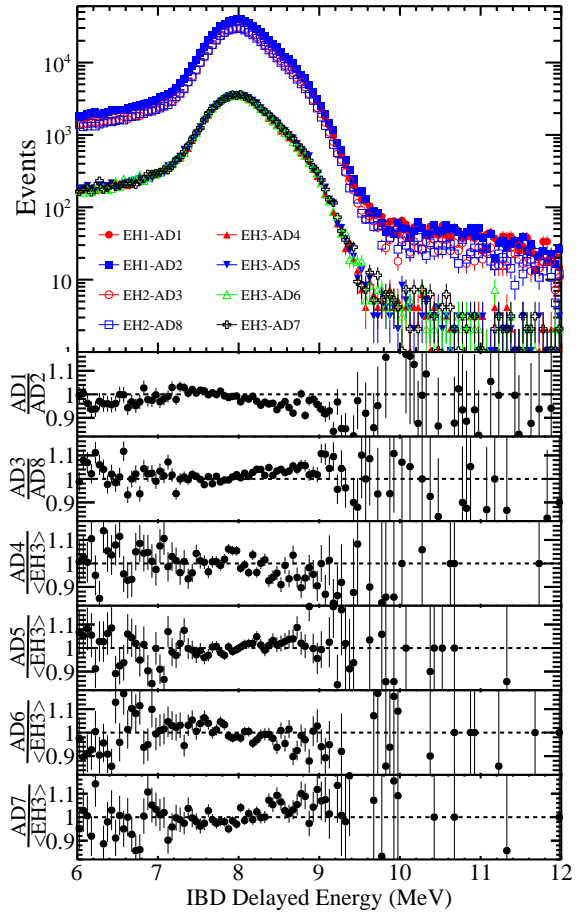 10⁴
10³
10²
10
1
Events
EH1-AD1
EH1-AD2
EH2-AD3
EH2-AD8
EH3-AD4
EH3-AD5
EH3-AD6
EH3-AD7
AD1
AD2
1.1
1
0.9
AD3
AD8
1.1
1
0.9
AD4
<EH3>
1.1
1
0.9
AD5
<EH3>
1.1
1
0.9
AD6
<EH3>
1.1
1
0.9
AD7
<EH3>
1.1
1
0.9
6 7 8 9 10 11 12
IBD Delayed Energy (MeV)